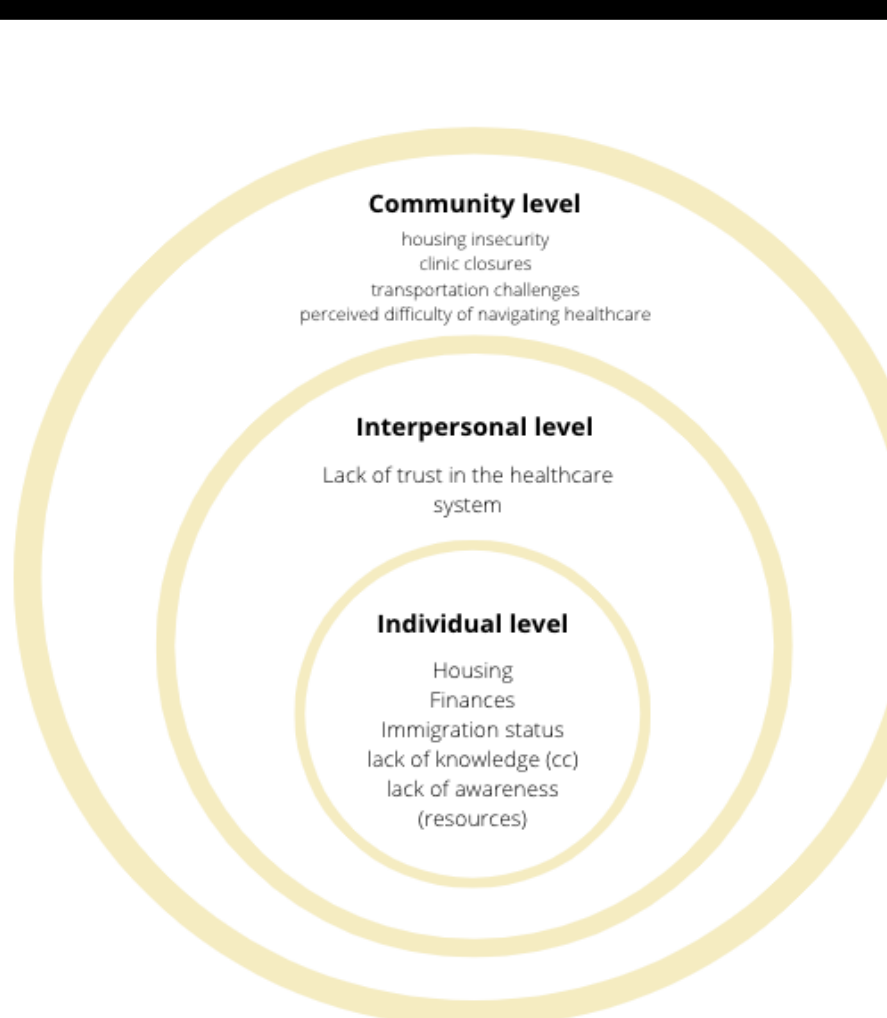 Community level
housing insecurity
clinic closures
transportation challenges
perceived difficulty of navigating healthcare
Interpersonal level
Lack of trust in the healthcare
system
Individual level
Housing
Finances
Immigration status
lack of knowledge (cc)
lack of awareness
(resources)